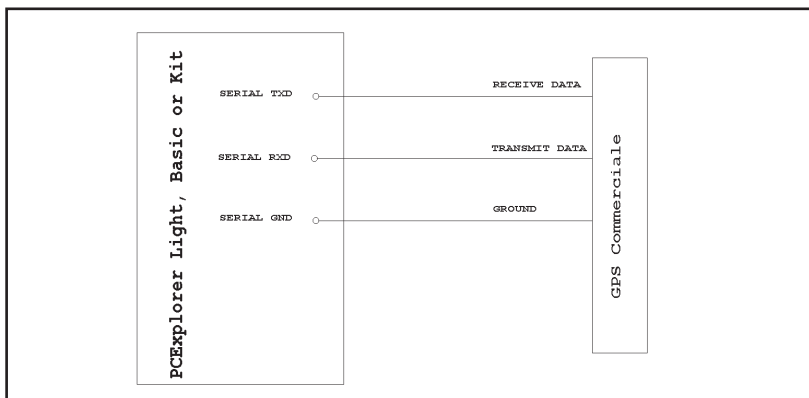 PCExplorer Light, Basic or Kit
SERIAL TXD
RECEIVE DATA
SERIAL RXD
TRANSMIT DATA
SERIAL GND
GROUND
GPS Commerciale